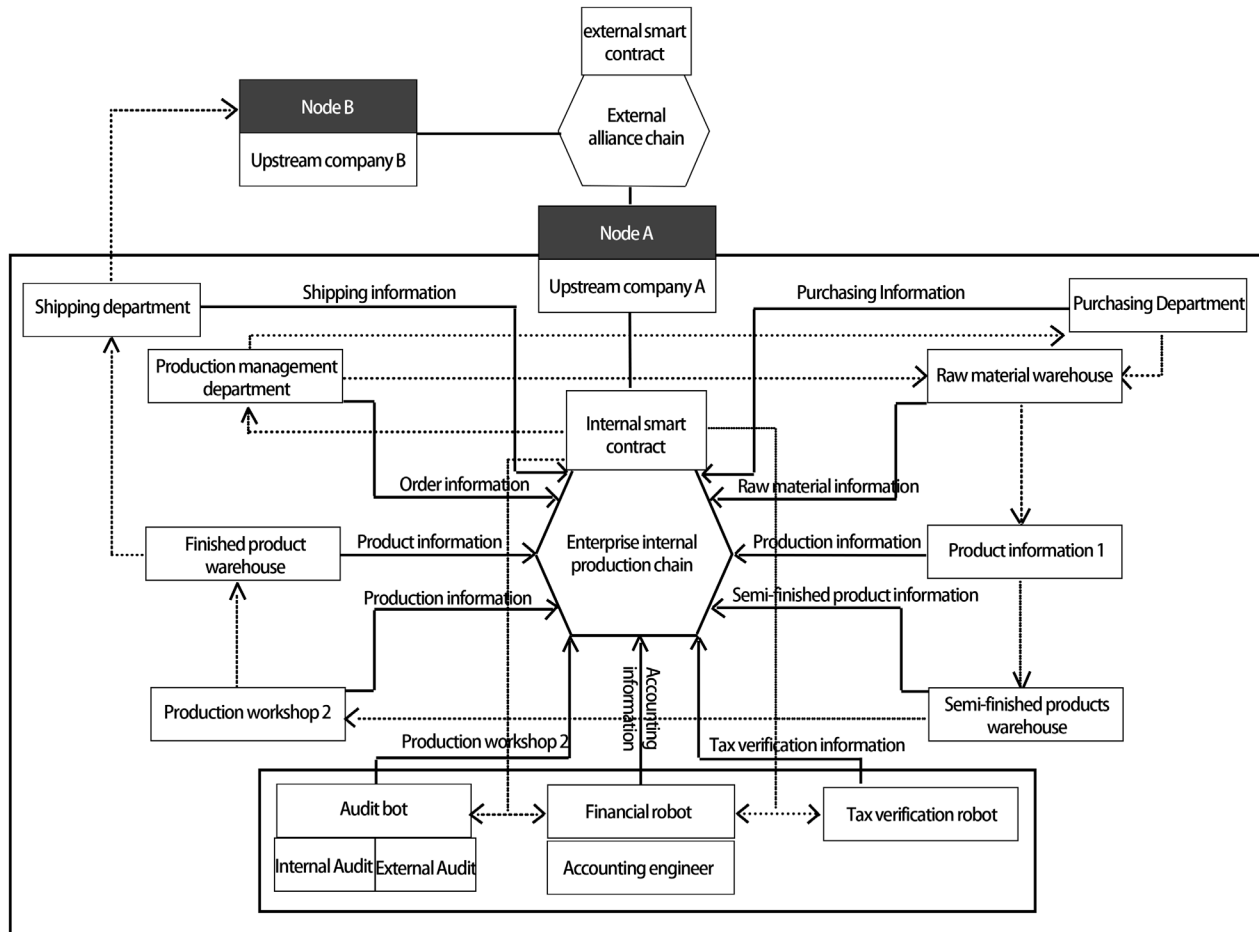 external smart
contract
Node B
External
alliance chain
Upstream company B
Node A
Upstream company A
Shipping information
Purchasing Information
Shipping department
Purchasing Department
Production management
department
Raw material warehouse
Internal smart
contract
Order information
Raw material information
Finished product
warehouse
Product information
Enterprise internal
production chain
Production information
Product information 1
Production information
Semi-finished product information
Production workshop 2
Accounting
information
Semi-finished products
warehouse
Production workshop 2
Tax verification information
Audit bot
Financial robot
Tax verification robot
Internal Audit
External Audit
Accounting engineer